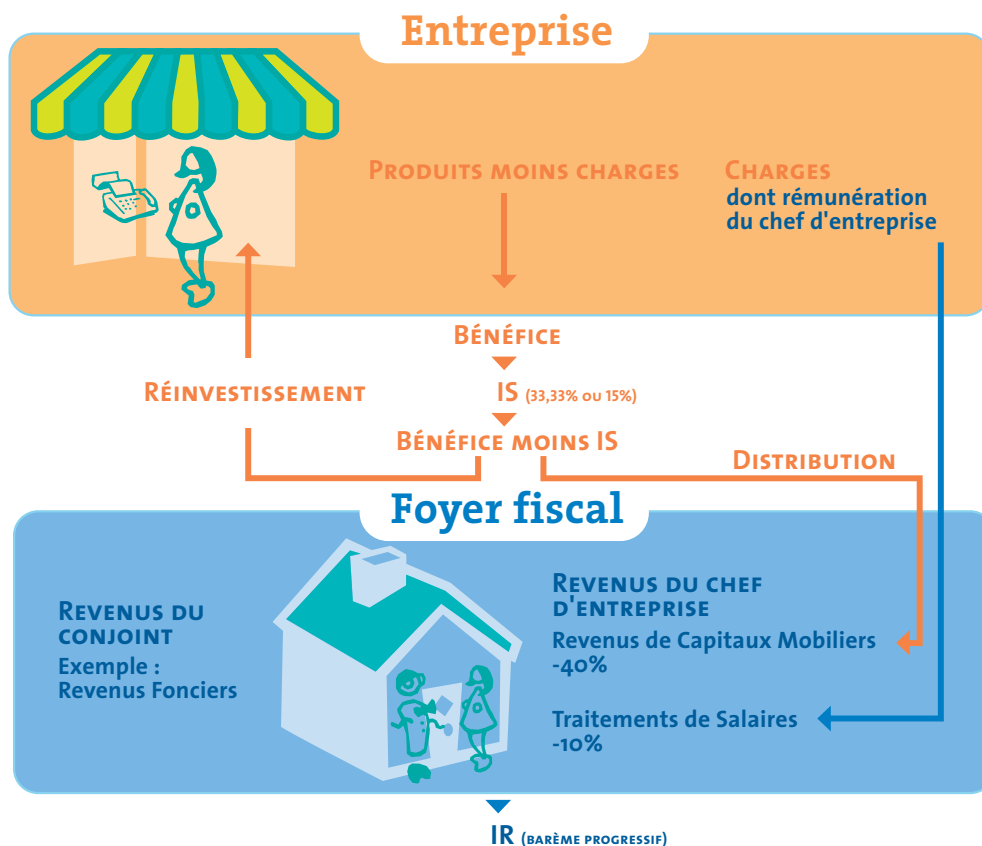 Entreprise
PRODUITS MOINS CHARGES
CHARGES
dont rémunération
du chef d'entreprise
BÉNÉFICE
RÉINVESTISSEMENT
IS (33,33% OU 15%)
BÉNÉFICE MOINS IS
DISTRIBUTION
Foyer fiscal
REVENUS DU
CONJOINT
Exemple :
Revenus Fonciers
REVENUS DU CHEF
D'ENTREPRISE
Revenus de Capitaux Mobiliers
-40%
Traitements de Salaires
-10%
IR (BARÈME PROGRESSIF)